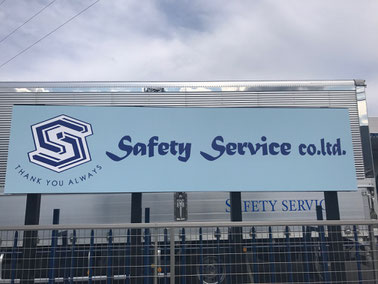 S
THANK YOU ALWAYS
Safety Service co.ltd.
SAFETY SERVIC